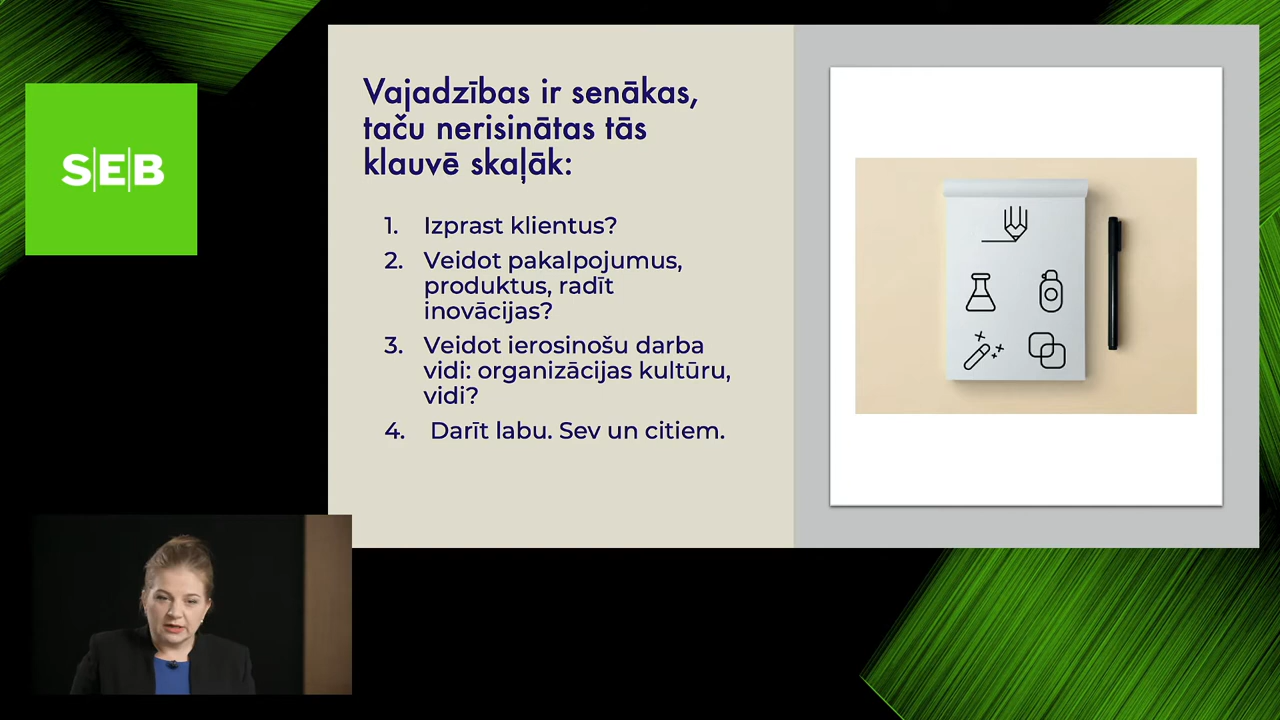 S|E|B
Vajadzības ir senākas,
taču nerisinātas tās
klauvē skaļāk:
1. Izprast klientus?
2. Veidot pakalpojumus,
produktus, radīt
inovācijas?
3. Veidot ierosinošu darba
vidi: organizācijas kultūru,
vidi?
4. Darīt labu. Sev un citiem.